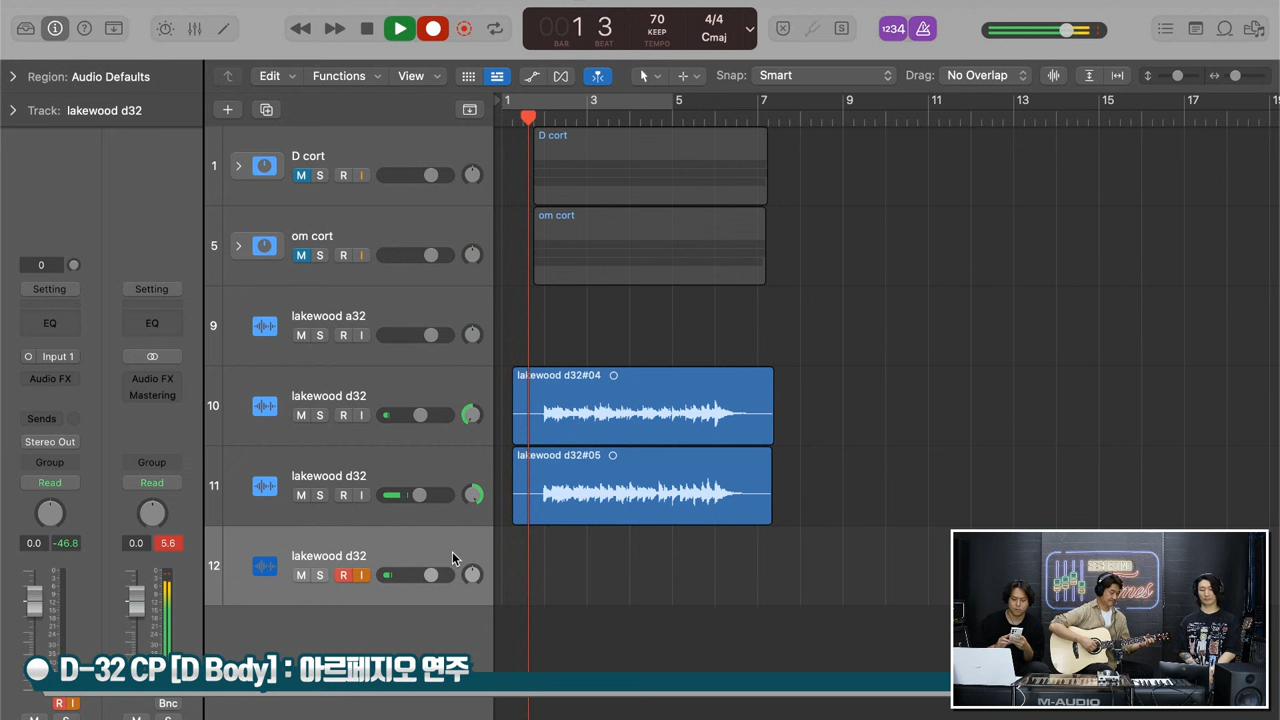 1 3
BAR BEAT
70
KEEP
TEMPO
4/4
Cmaj
1234
S
Region: Audio Defaults
Track: lakewood d32
Edit
Functions
View
Snap: Smart
Drag: No Overlap
1 3 5 7 9 11 13 15 17
1
D cort
M S R I
D cort
5
om cort
M S R I
om cort
9
lakewood a32
M S R I
10
lakewood d32
M S R I
lakewood d32#04
11
lakewood d32
M S R I
lakewood d32#05
12
lakewood d32
M S R I
0
Setting Setting
EQ EQ
Input 1
Audio FX Audio FX
Mastering
Sends
Stereo Out
Group Group
Read Read
0.0 -46.8 0.0 5.6
R I Bnc
D-32 CP [D Body] : 아르페지오 연주
M-AUDIO